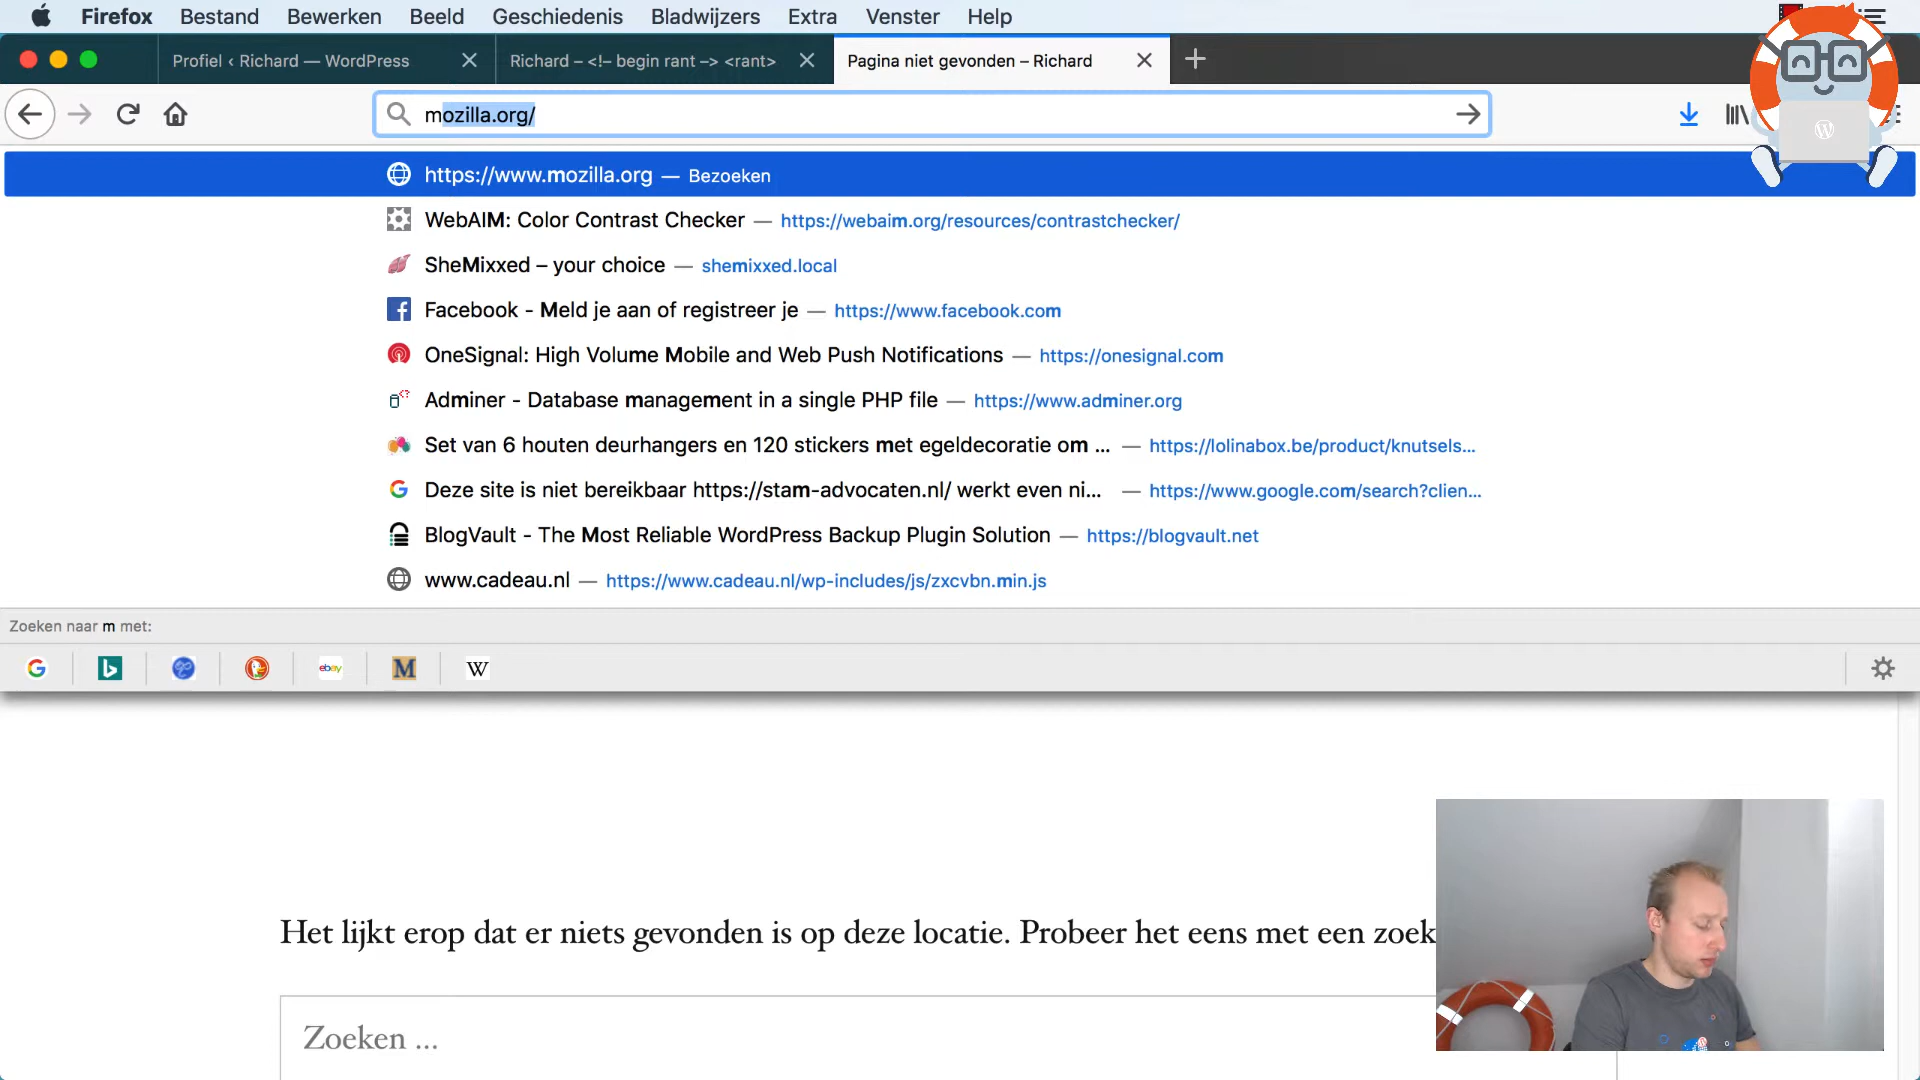 Firefox Bestand Bewerken Beeld Geschiedenis Bladwijzers Extra Venster Help
Profiel ‹ Richard — WordPress
Richard – <!– begin rant –> <rant>
Pagina niet gevonden – Richard
mozilla.org/
https://www.mozilla.org — Bezoeken
WebAIM: Color Contrast Checker — https://webaim.org/resources/contrastchecker/
SheMixxed – your choice — shemixxed.local
Facebook - Meld je aan of registreer je — https://www.facebook.com
OneSignal: High Volume Mobile and Web Push Notifications — https://onesignal.com
Adminer - Database management in a single PHP file — https://www.adminer.org
Set van 6 houten deurhangers en 120 stickers met egeldecoratie om ... — https://lolinabox.be/product/knutsels...
Deze site is niet bereikbaar https://stam-advocaten.nl/ werkt even ni... — https://www.google.com/search?clien...
BlogVault - The Most Reliable WordPress Backup Plugin Solution — https://blogvault.net
www.cadeau.nl — https://www.cadeau.nl/wp-includes/js/zxcvbn.min.js
Zoeken naar m met:
G b ebay M W
Het lijkt erop dat er niets gevonden is op deze locatie. Probeer het eens met een zoek
Zoeken ...